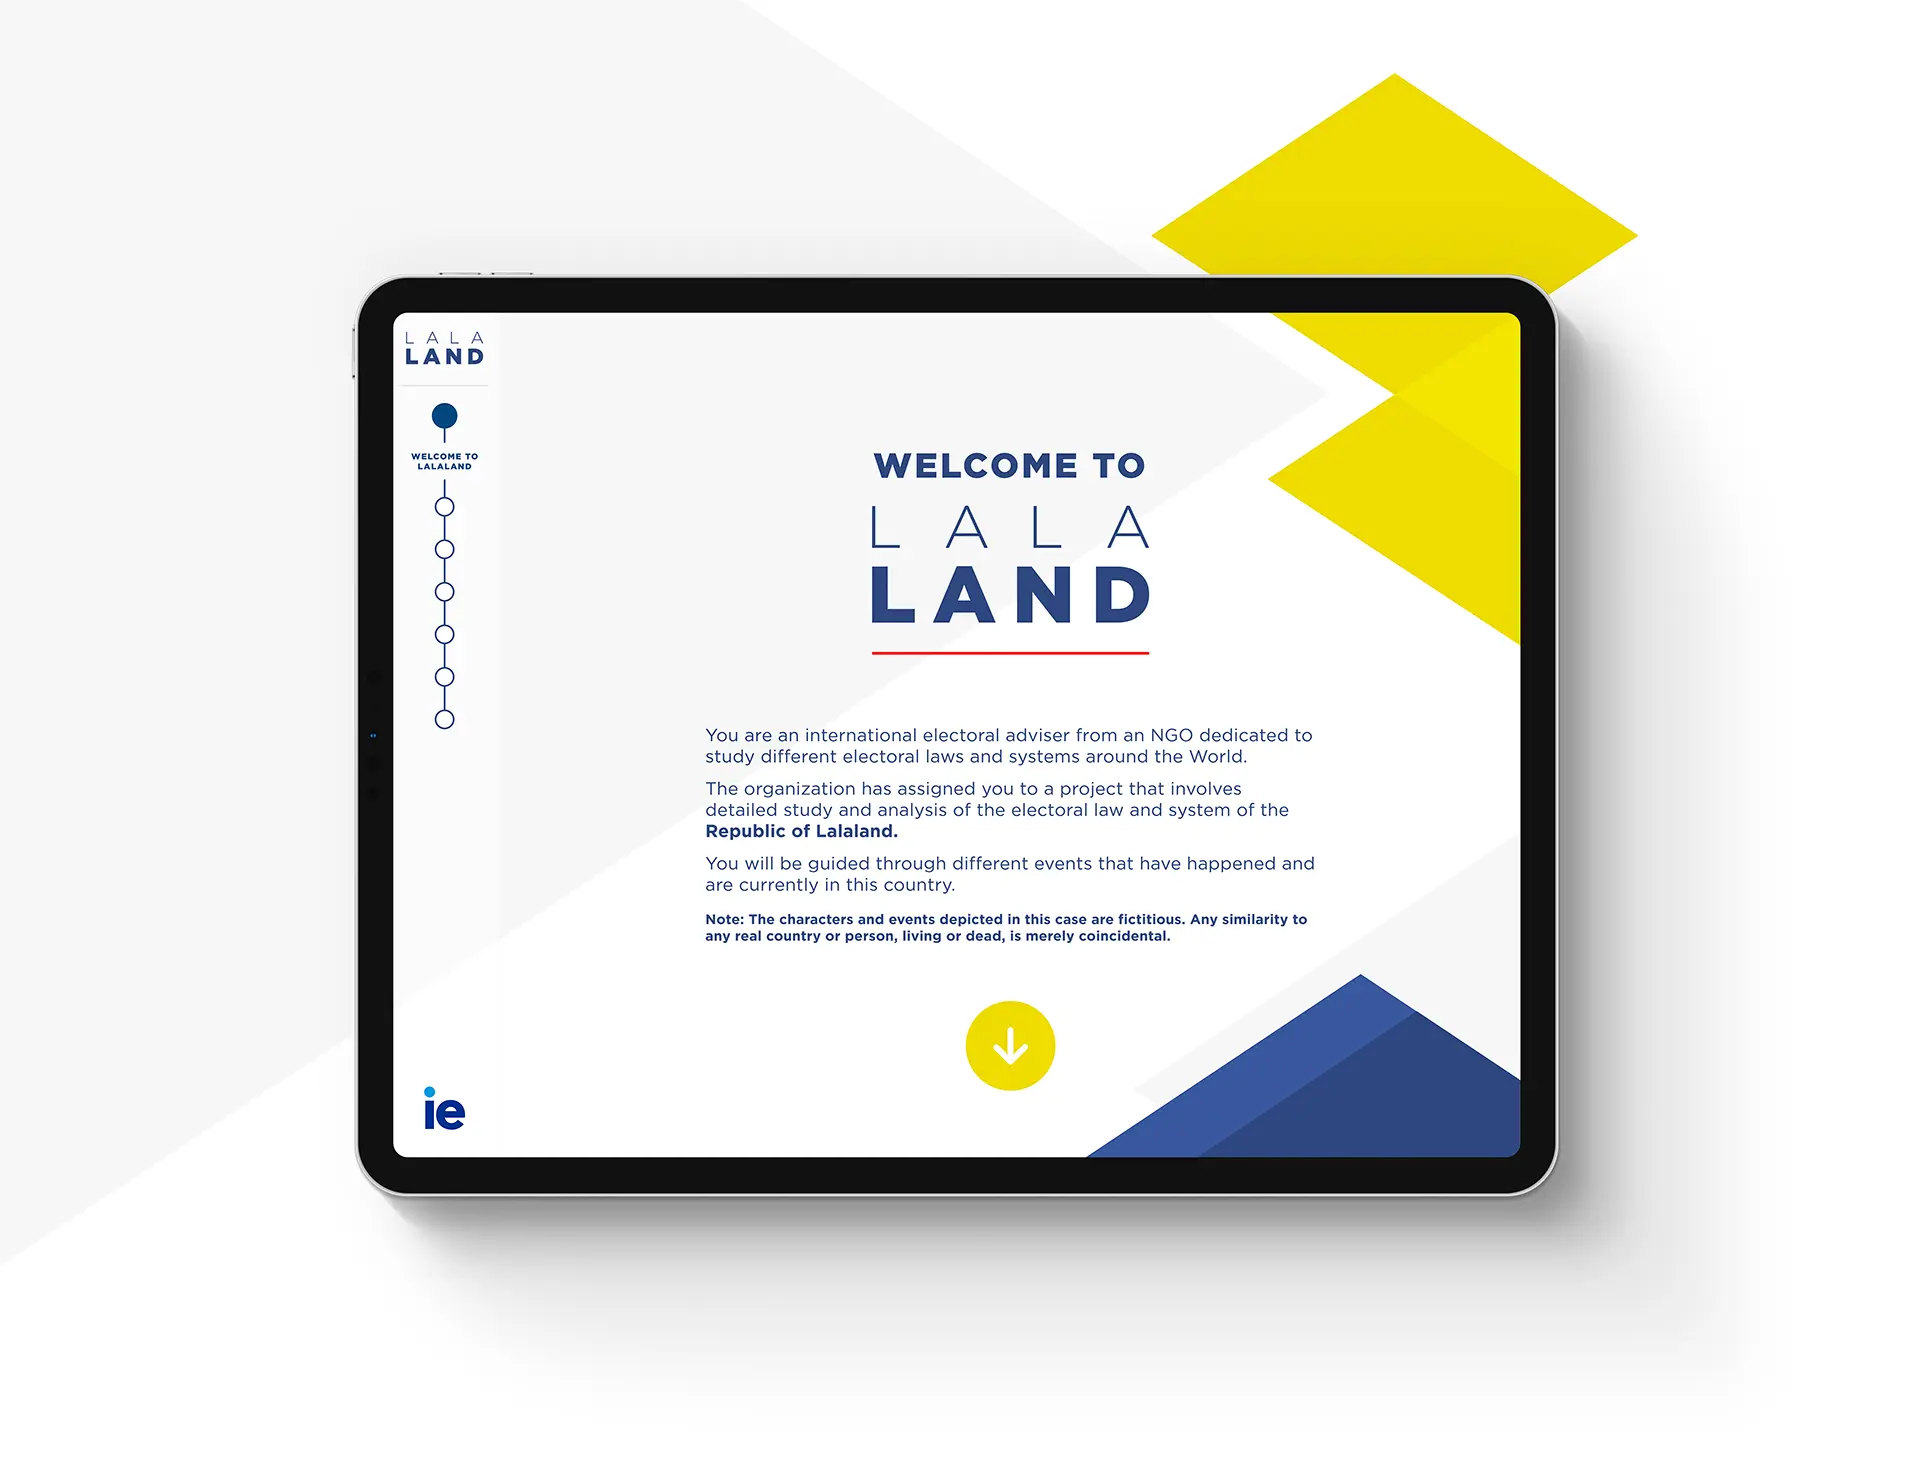 LALA
LAND
WELCOME TO
LALALAND
WELCOME TO
LALA
LAND
You are an international electoral adviser from an NGO dedicated to
study different electoral laws and systems around the World.
The organization has assigned you to a project that involves
detailed study and analysis of the electoral law and system of the
Republic of Lalaland.
You will be guided through different events that have happened and
are currently in this country.
Note: The characters and events depicted in this case are fictitious. Any similarity to
any real country or person, living or dead, is merely coincidental.
ie